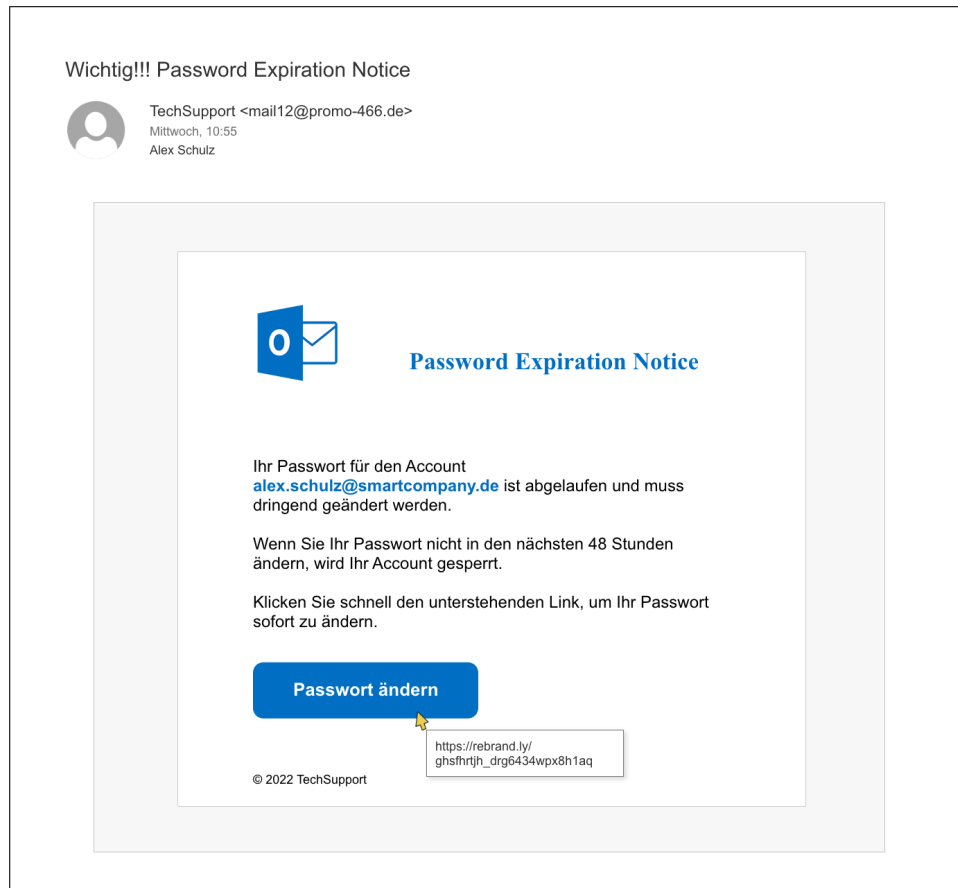 Wichtig!!! Password Expiration Notice
TechSupport <mail12@promo-466.de>
Mittwoch, 10:55
Alex Schulz
O
Password Expiration Notice
Ihr Passwort für den Account
alex.schulz@smartcompany.de ist abgelaufen und muss
dringend geändert werden.
Wenn Sie Ihr Passwort nicht in den nächsten 48 Stunden
ändern, wird Ihr Account gesperrt.
Klicken Sie schnell den unterstehenden Link, um Ihr Passwort
sofort zu ändern.
Passwort ändern
https://rebrand.ly/
ghsfhrtjh_drg6434wpx8h1aq
© 2022 TechSupport